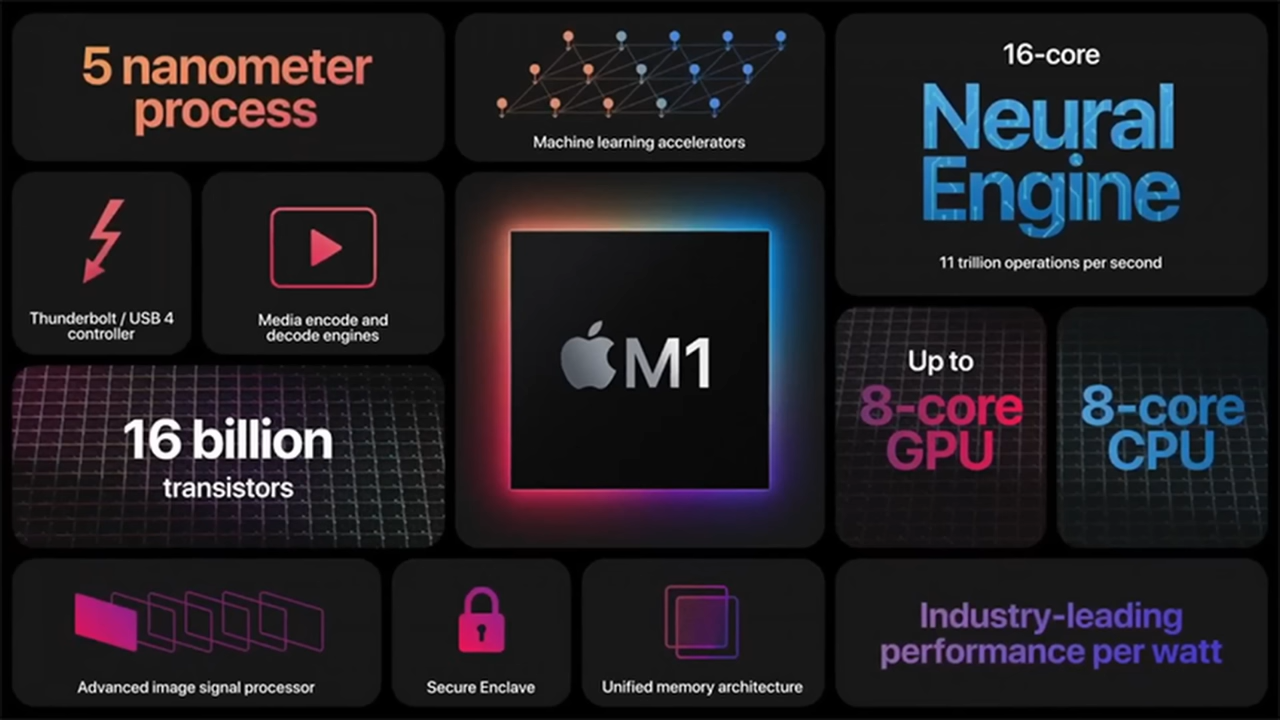 5 nanometer
process
Machine learning accelerators
16-core
Neural
Engine
11 trillion operations per second
Thunderbolt / USB 4
controller
Media encode and
decode engines
M1
Up to
8-core
GPU
8-core
CPU
16 billion
transistors
Advanced image signal processor
Secure Enclave
Unified memory architecture
Industry-leading
performance per watt